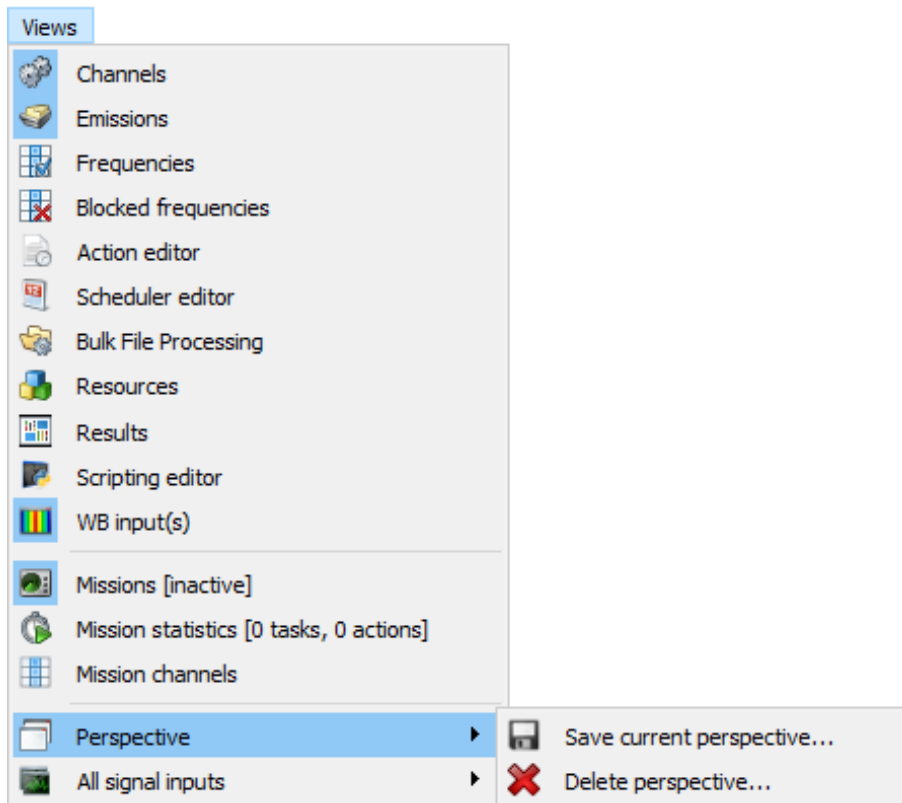 Views
Channels
Emissions
Frequencies
Blocked frequencies
Action editor
Scheduler editor
Bulk File Processing
Resources
Results
Scripting editor
WB input(s)
Missions [inactive]
Mission statistics [0 tasks, 0 actions]
Mission channels
Perspective
Save current perspective...
All signal inputs
Delete perspective...